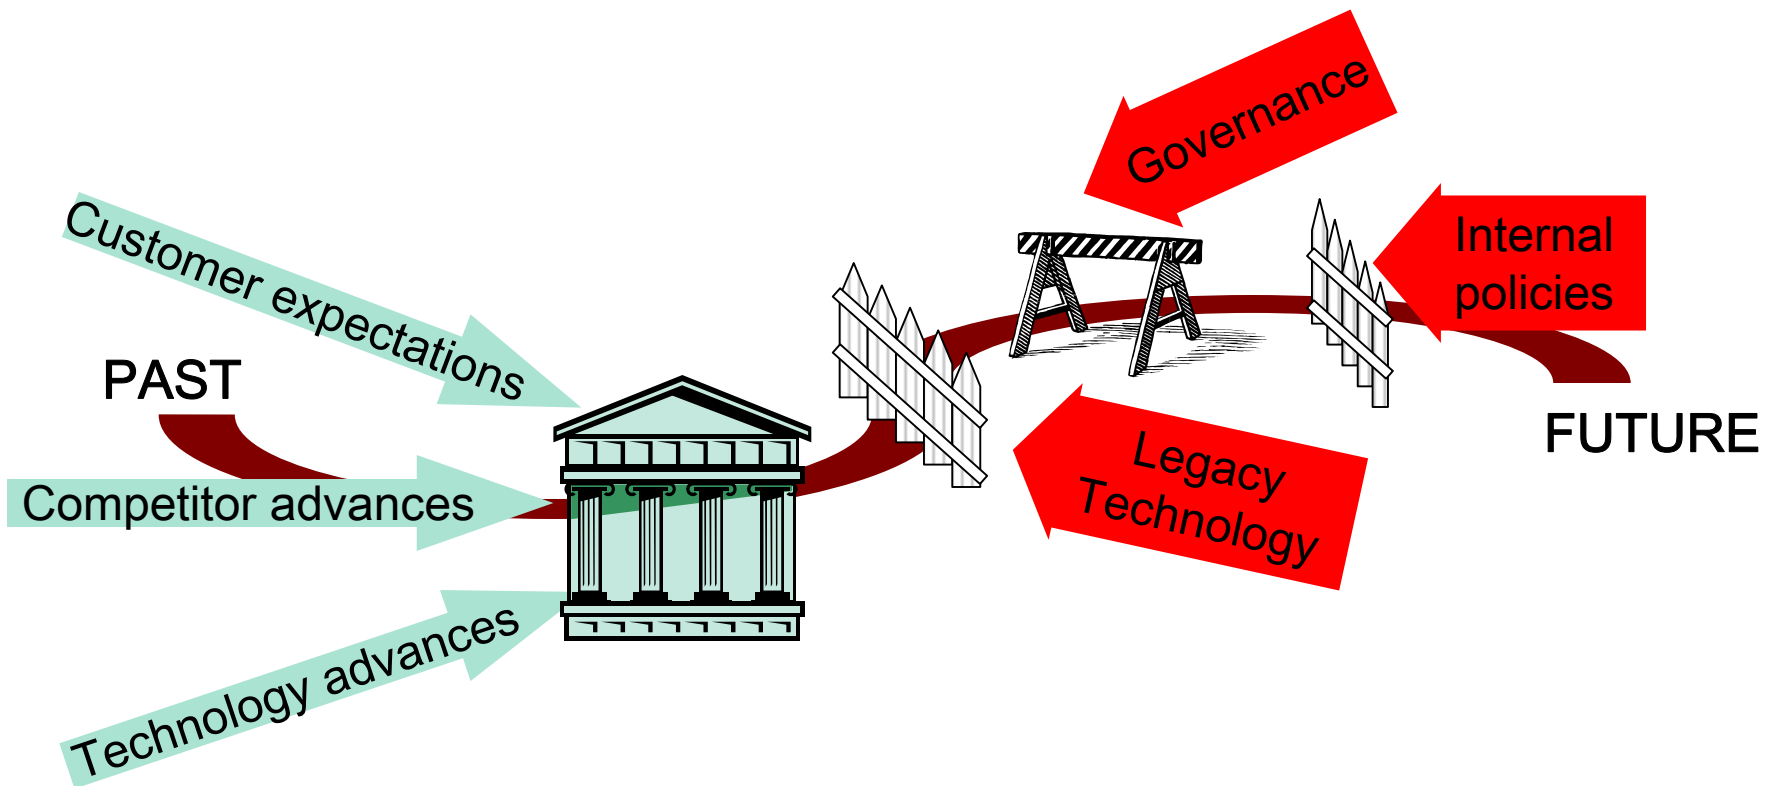 Customer expectations
PAST
Competitor advances
Technology advances
Governance
Internal
policies
Legacy
Technology
FUTURE